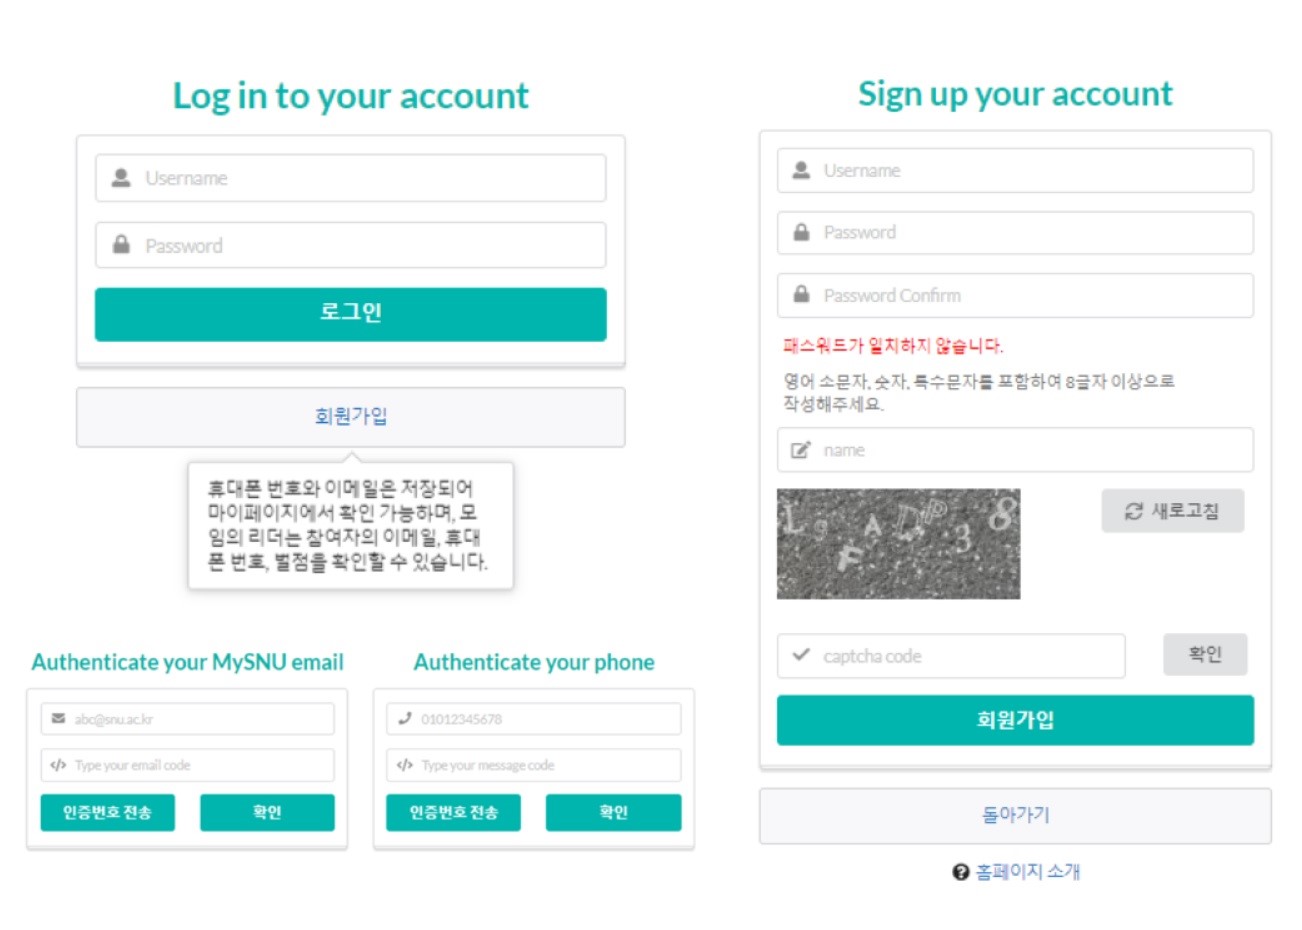 Log in to your account
Username
Password
로그인
회원가입
휴대폰 번호와 이메일은 저장되어
마이페이지에서 확인 가능하며, 모
임의 리더는 참여자의 이메일, 휴대
폰 번호, 벌점을 확인할 수 있습니다.
Authenticate your MySNU email
abc@snu.ac.kr
Type your email code
인증번호 전송
확인
Authenticate your phone
01012345678
Type your message code
인증번호 전송
확인
Sign up your account
Username
Password
Password Confirm
패스워드가 일치하지 않습니다.
영어 소문자, 숫자, 특수문자를 포함하여 8글자 이상으로
작성해주세요.
name
새로고침
captcha code
확인
회원가입
돌아가기
홈페이지 소개